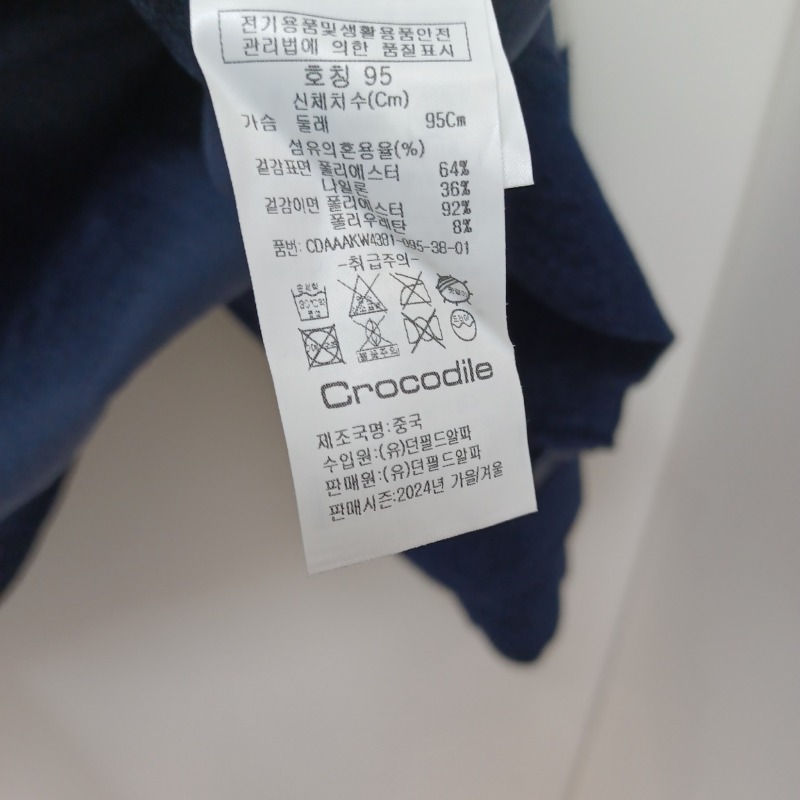 전기용품및생활용품안전
관리법에 의한 품질표시
호칭 95
신체치수(Cm)
가슴 둘레 95Cm
섬유의혼용율(%)
겉감표면 폴리에스터 64%
나일론 36%
겉감이면 폴리에스터 92%
폴리우레탄 8%
품번: CDAAAKW4381-095-38-01
-취급주의-
Crocodile
제조국명:중국
수입원:(유)던필드알파
판매원:(유)던필드알파
판매시즌:2024년 가을/겨울